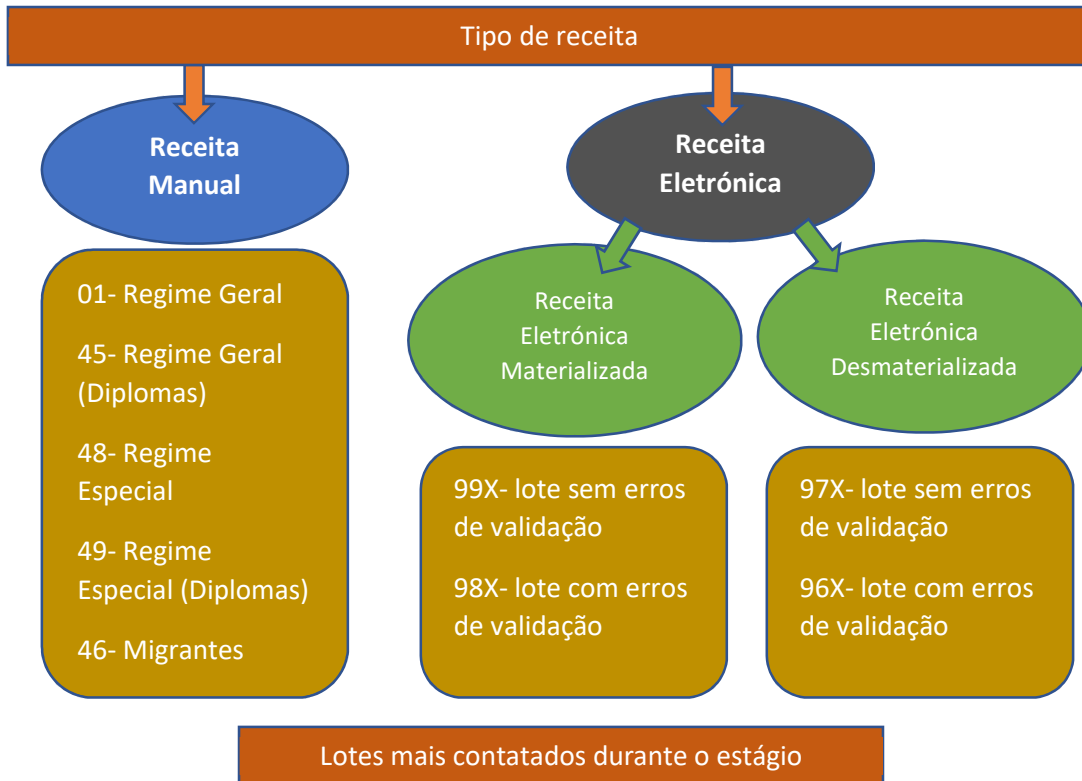 Tipo de receita
Receita
Manual
Receita
Eletrónica
01- Regime Geral
45- Regime Geral
(Diplomas)
48- Regime
Especial
49- Regime
Especial (Diplomas)
46- Migrantes
Receita
Eletrónica
Materializada
Receita
Eletrónica
Desmaterializada
99X- lote sem erros
de validação
98X- lote com erros
de validação
97X- lote sem erros
de validação
96X- lote com erros
de validação
Lotes mais contatados durante o estágio